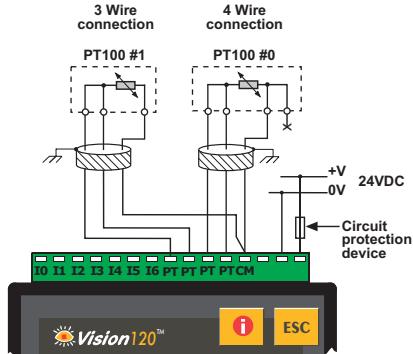 3 Wire
connection
4 Wire
connection
PT100 #1
PT100 #0
+V
24VDC
0V
Circuit
protection
device
I0 I1 I2 I3 I4 I5 I6 PT PT PT PT CM
Vision120™
i
ESC